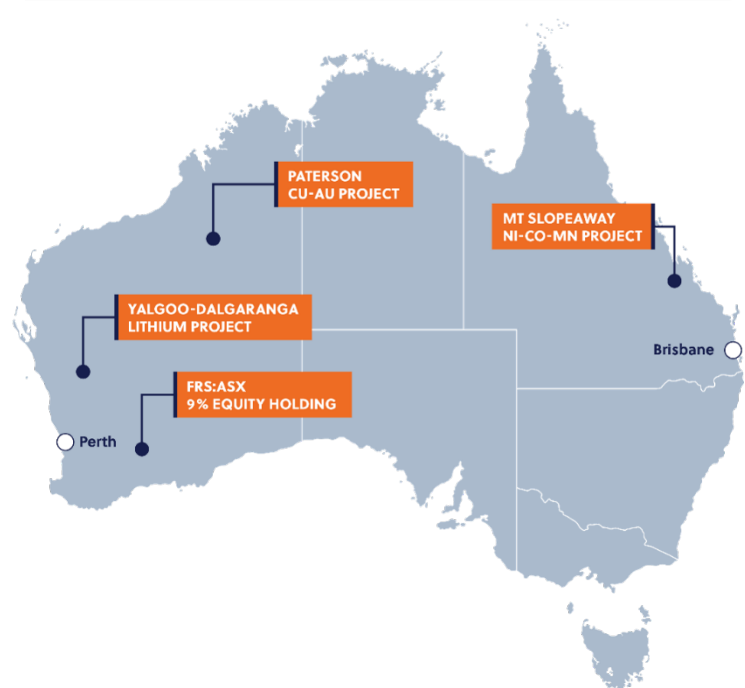 PATERSON
CU-AU PROJECT
MT SLOPEAWAY
NI-CO-MN PROJECT
YALGOO-DALGARANGA
LITHIUM PROJECT
Brisbane
FRS:ASX
9% EQUITY HOLDING
Perth